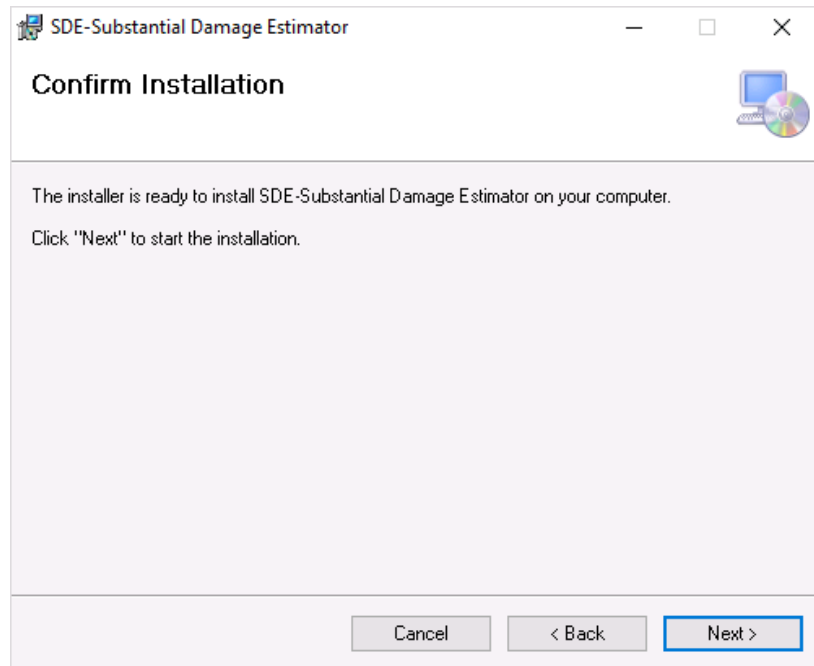 SDE-Substantial Damage Estimator
Confirm Installation
The installer is ready to install SDE-Substantial Damage Estimator on your computer.
Click "Next" to start the installation.
Cancel
< Back
Next >